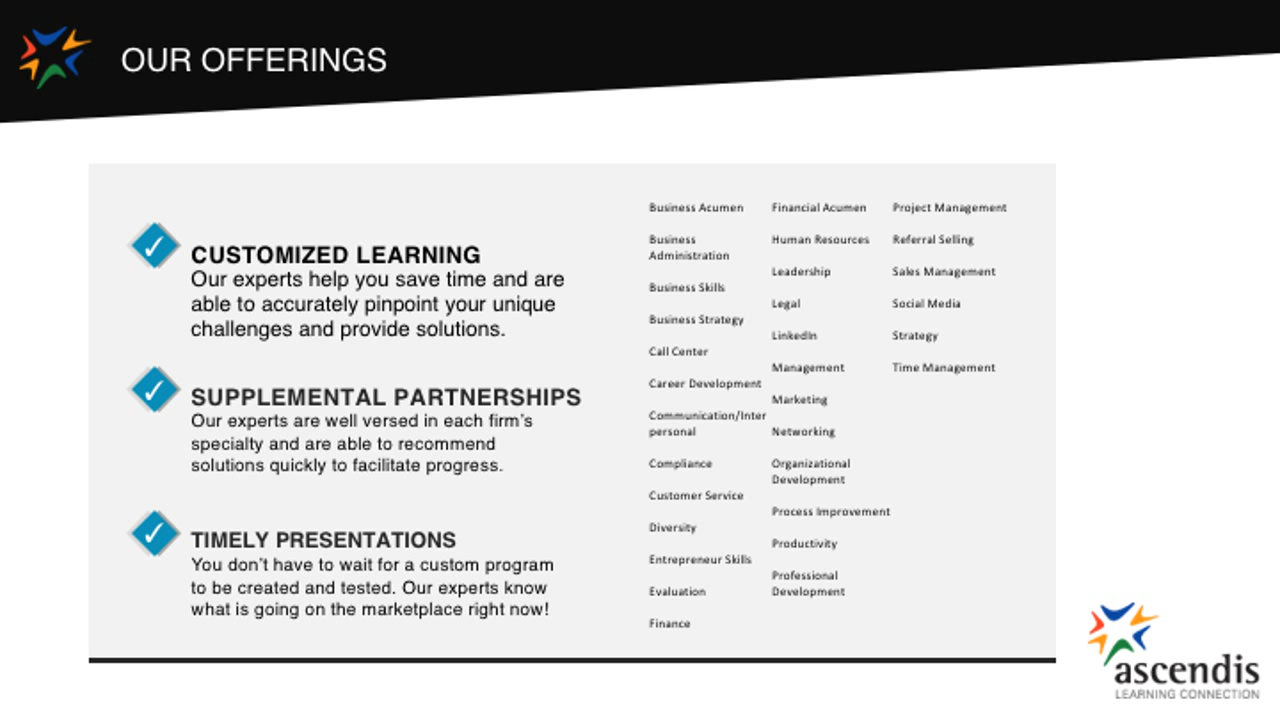 OUR OFFERINGS
CUSTOMIZED LEARNING
Our experts help you save time and are
able to accurately pinpoint your unique
challenges and provide solutions.
SUPPLEMENTAL PARTNERSHIPS
Our experts are well versed in each firm’s
specialty and are able to recommend
solutions quickly to facilitate progress.
TIMELY PRESENTATIONS
You don’t have to wait for a custom program
to be created and tested. Our experts know
what is going on the marketplace right now!
Business Acumen
Business
Administration
Business Skills
Business Strategy
Call Center
Career Development
Communication/Inter
personal
Compliance
Customer Service
Diversity
Entrepreneur Skills
Evaluation
Finance
Financial Acumen
Human Resources
Leadership
Legal
LinkedIn
Management
Marketing
Networking
Organizational
Development
Process Improvement
Productivity
Professional
Development
Project Management
Referral Selling
Sales Management
Social Media
Strategy
Time Management
ascendis
LEARNING CONNECTION